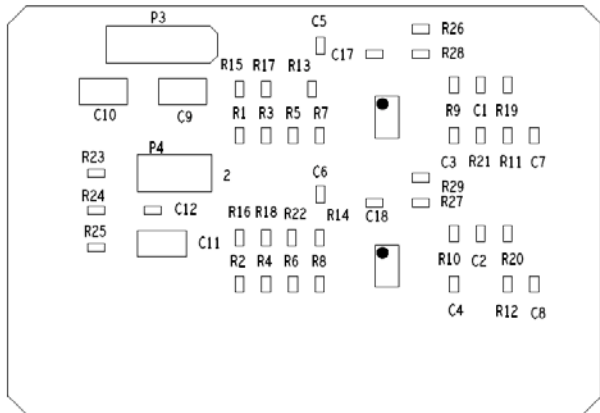 P3 C5 R26
C17 R28
R15 R17 R13
C10 C9 R1 R3 R5 R7 R9 C1 R19
P4
R23 C3 R21 R11 C7
2 C6 R29
R24 R27
C12 R16 R18 R22 R14 C18
R25 C11
R2 R4 R6 R8 R10 C2 R20
C4 R12 C8